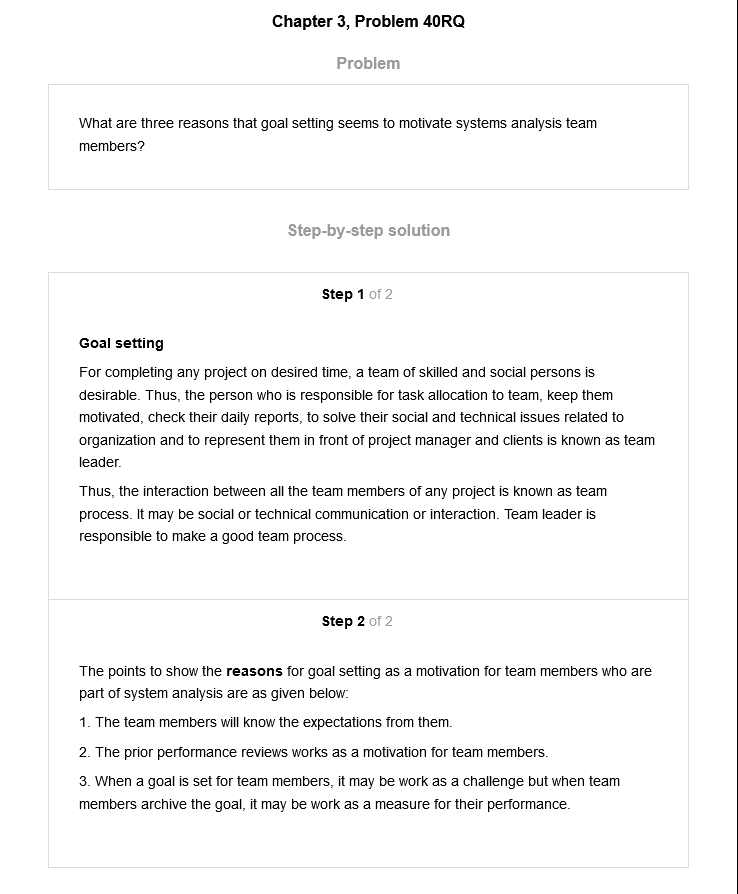 Chapter 3, Problem 40RQ
Problem
What are three reasons that goal setting seems to motivate systems analysis team
members?
Step-by-step solution
Step 1 of 2
Goal setting
For completing any project on desired time, a team of skilled and social persons is
desirable. Thus, the person who is responsible for task allocation to team, keep them
motivated, check their daily reports, to solve their social and technical issues related to
organization and to represent them in front of project manager and clients is known as team
leader.
Thus, the interaction between all the team members of any project is known as team
process. It may be social or technical communication or interaction. Team leader is
responsible to make a good team process.
Step 2 of 2
The points to show the reasons for goal setting as a motivation for team members who are
part of system analysis are as given below:
1. The team members will know the expectations from them.
2. The prior performance reviews works as a motivation for team members.
3. When a goal is set for team members, it may be work as a challenge but when team
members archive the goal, it may be work as a measure for their performance.